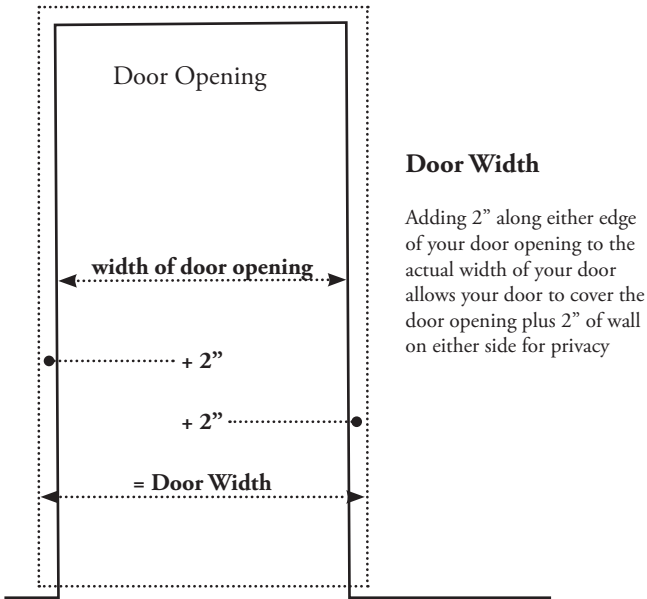 Door Opening
Door Width
Adding 2” along either edge
of your door opening to the
actual width of your door
allows your door to cover the
door opening plus 2” of wall
on either side for privacy
width of door opening
+ 2”
+ 2”
= Door Width